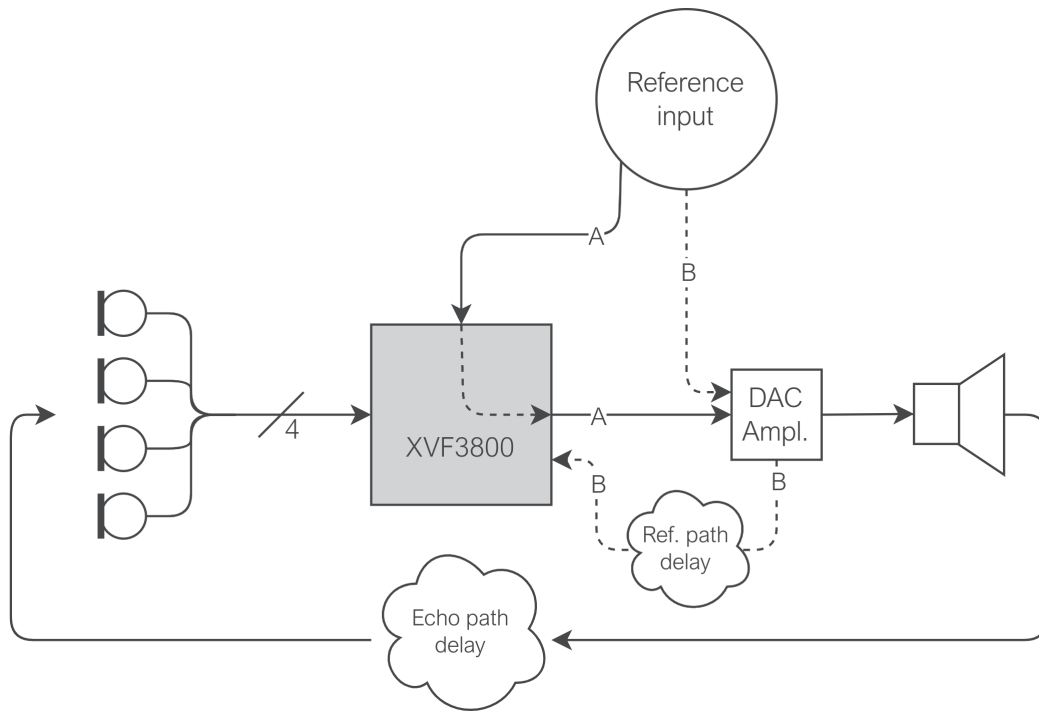 Reference
input
A
B
DAC
Ampl.
A
4
XVF3800
B
B
Ref. path
delay
Echo path
delay